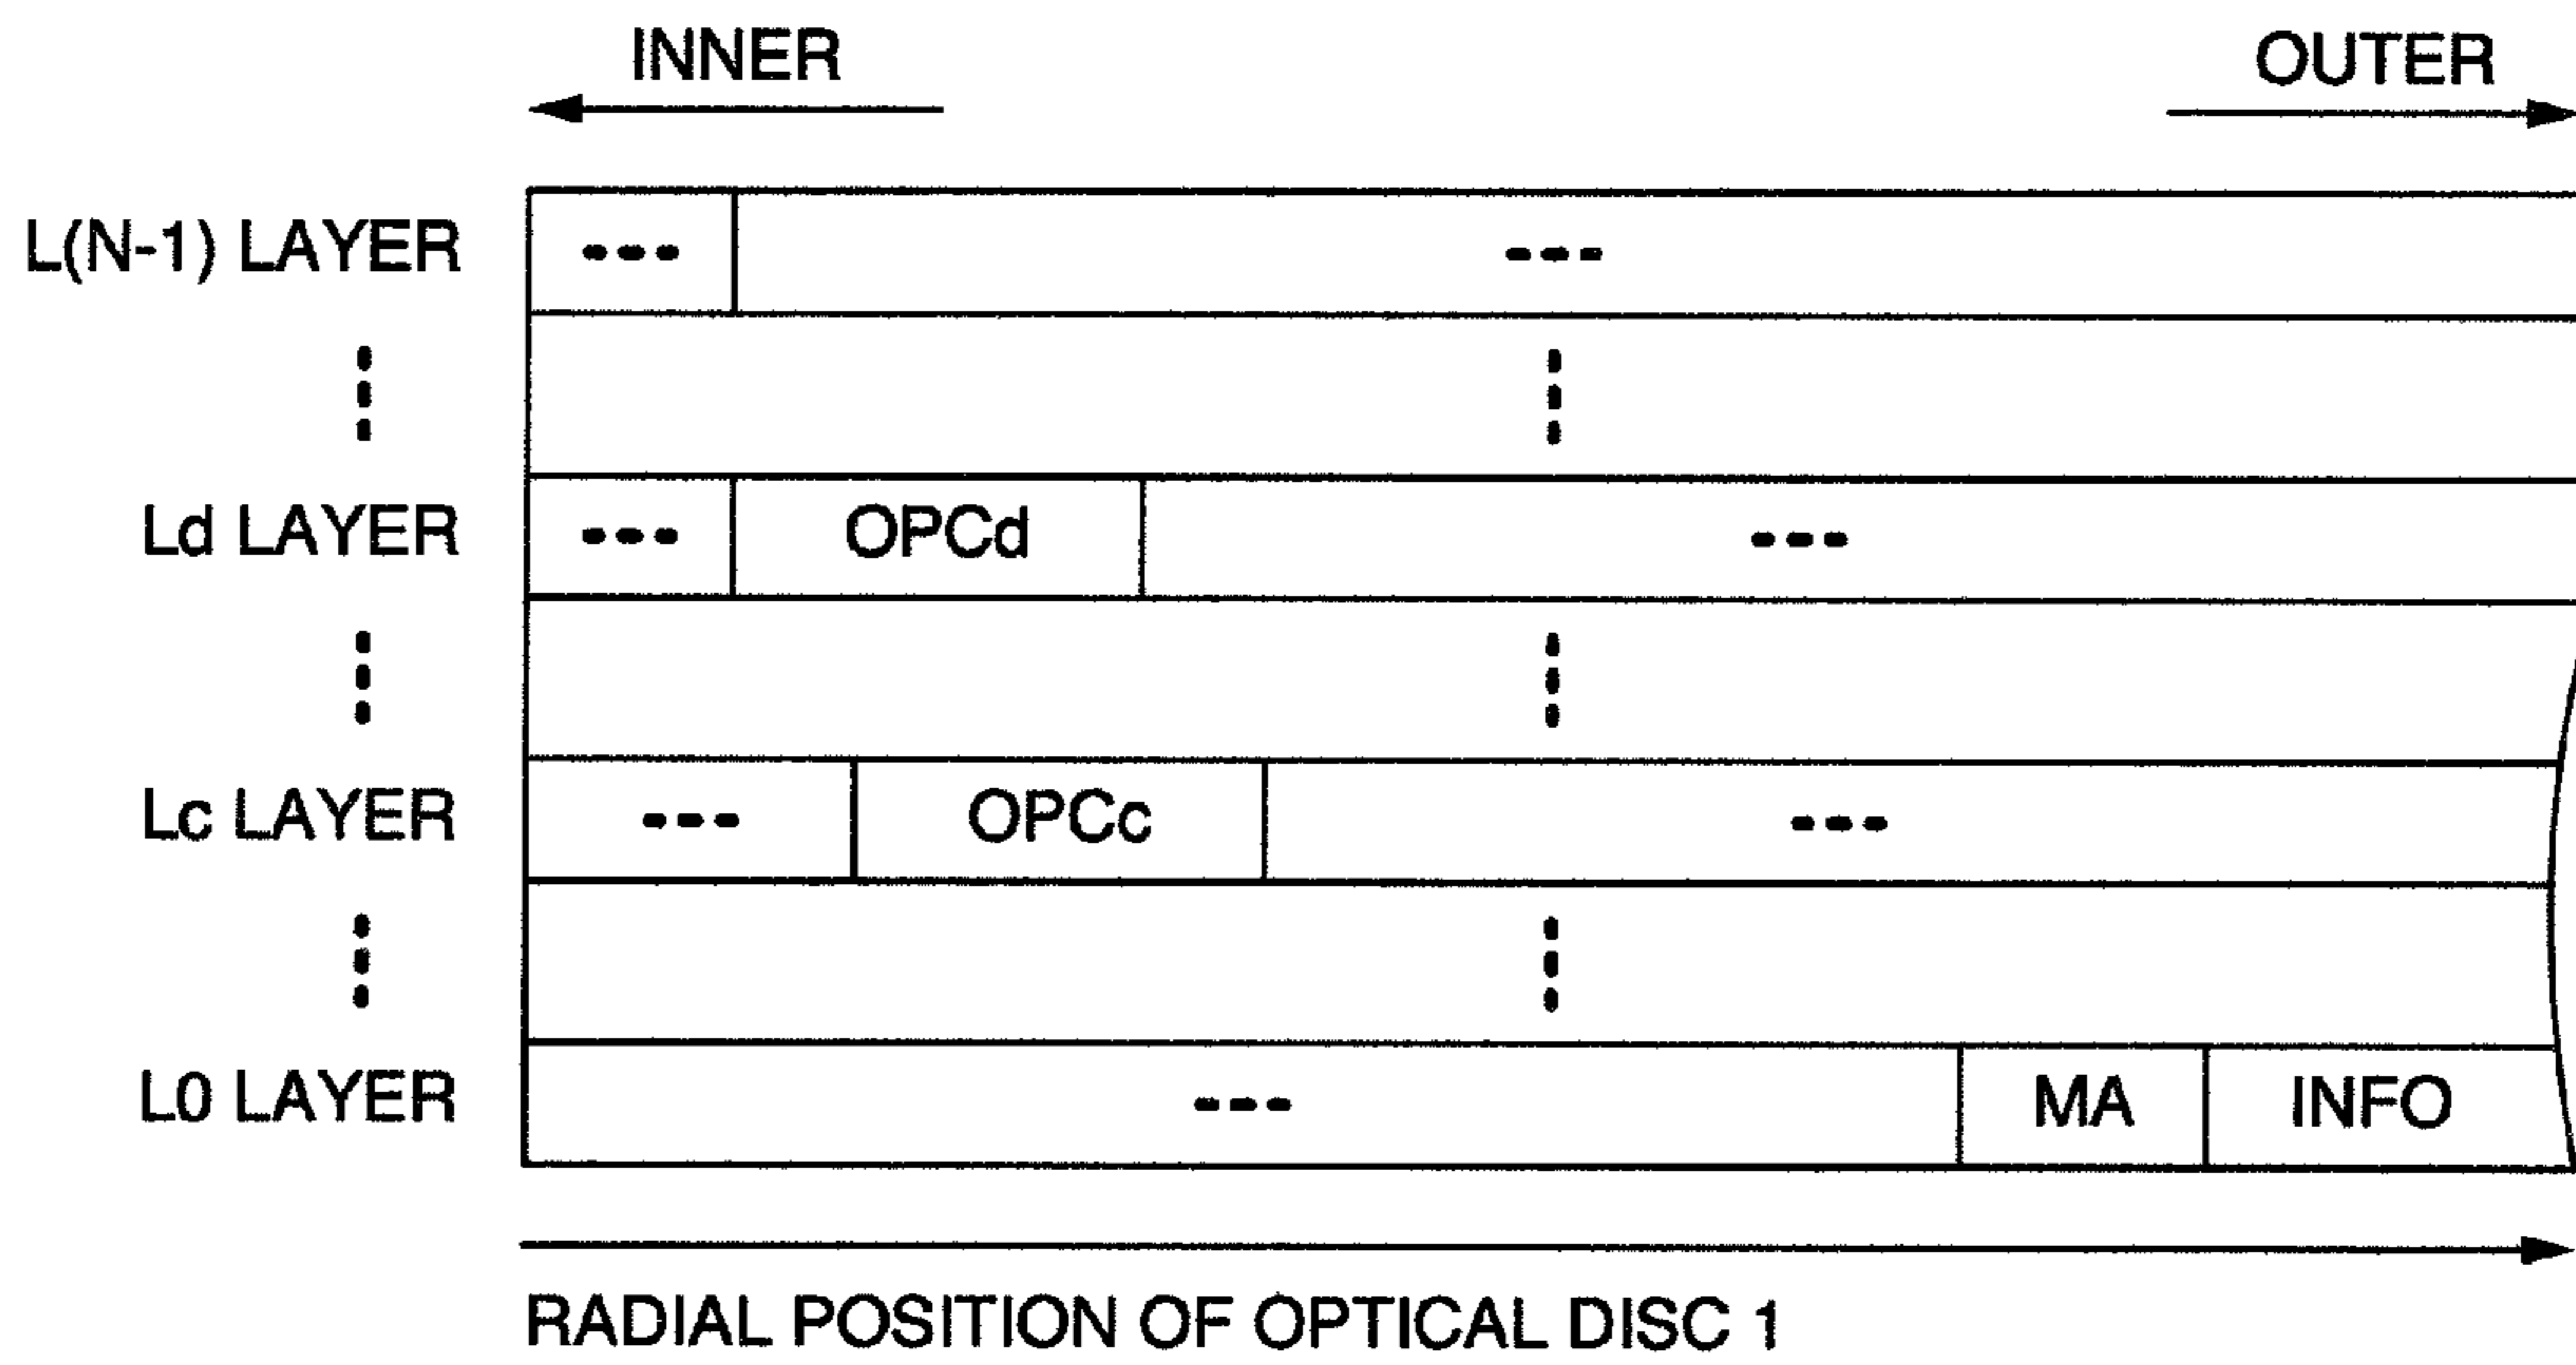 INNER OUTER
L(N-1) LAYER --- ---
Ld LAYER --- OPCd ---
Lc LAYER --- OPCc ---
L0 LAYER --- MA INFO
RADIAL POSITION OF OPTICAL DISC 1